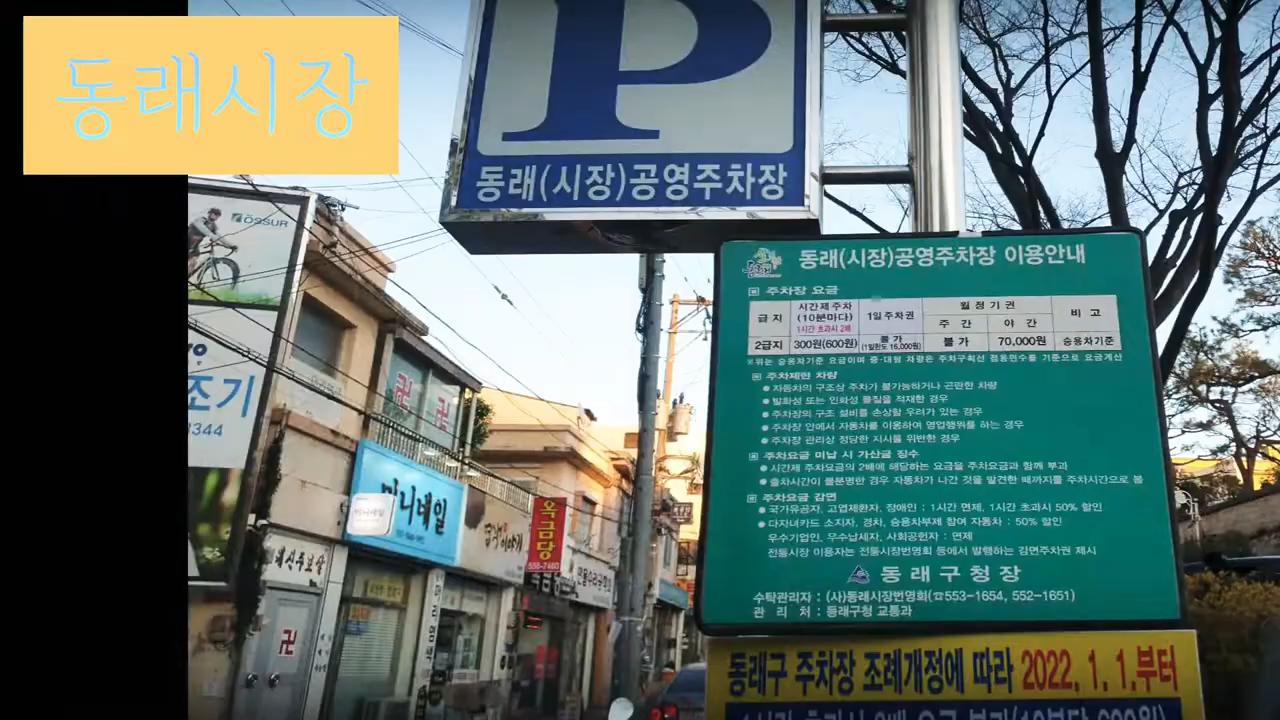 동래시장
P
동래(시장)공영주차장
ÖSSUR
조기
3344
미니네일
옥금당
556-7460
동래(시장)공영주차장 이용안내
주차장 요금
급지 시간제주차 (10분마다) 1시간 초과시 2배 1일주차권 월정기권 주간 야간 비고
2급지 300원(600원) 불가 (1일한도 15,000원) 불가 70,000원 승용차기준
※위는 승용차기준 요금이며 중·대형 차량은 주차구획선 점용면수를 기준으로 요금계산
주차제한 차량
자동차의 구조상 주차가 불가능하거나 곤란한 차량
발화성 또는 인화성 물질을 적재한 경우
주차장의 구조 설비를 손상할 우려가 있는 경우
주차장 안에서 자동차를 이용하여 영업행위를 하는 경우
주차장 관리상 정당한 지시를 위반한 경우
주차요금 미납 시 가산금 징수
시간제 주차요금의 2배에 해당하는 요금을 주차요금과 함께 부과
출차시간이 불분명한 경우 자동차가 나간 것을 발견한 때까지를 주차시간으로 봄
주차요금 감면
국가유공자, 고엽제환자, 장애인 : 1시간 면제, 1시간 초과시 50% 할인
다자녀카드 소지자, 경차, 승용차부제 참여 자동차 : 50% 할인
우수기업인, 우수납세자, 사회공헌자 : 면제
전통시장 이용자는 전통시장번영회 등에서 발행하는 감면주차권 제시
동래구청장
수탁관리자 : (사)동래시장번영회(☎553-1654, 552-1651)
관 리 처 : 동래구청 교통과
동래구 주차장 조례개정에 따라 2022. 1. 1.부터